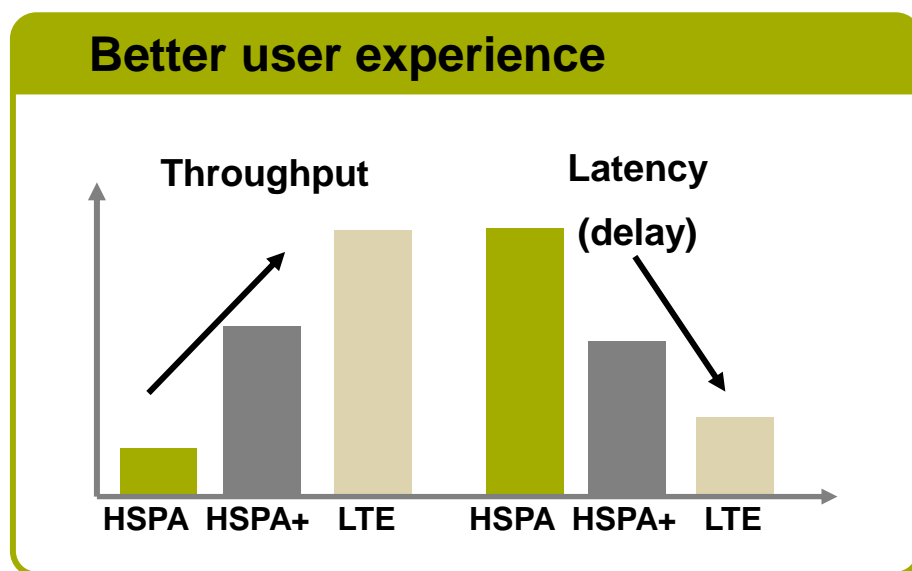 Better user experience
Throughput
Latency
(delay)
HSPA HSPA+ LTE
HSPA HSPA+ LTE